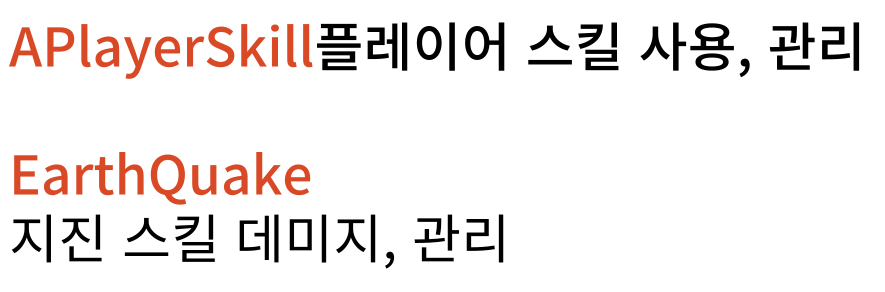 APlayerSkill플레이어 스킬 사용, 관리
EarthQuake
지진 스킬 데미지, 관리